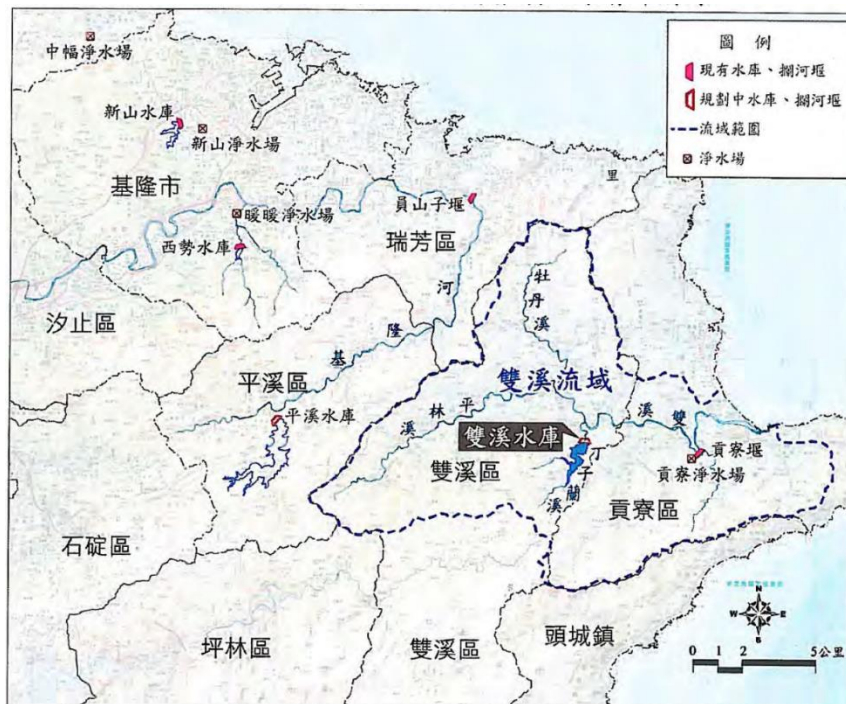 圖 例
現有水庫、攔河堰
規劃中水庫、攔河堰
流域範圍
淨水場
中幅淨水場
新山水庫
新山淨水場
基隆市
暖暖淨水場
西勢水庫
員山子堰
瑞芳區
里
牡丹溪
汐止區
基隆河
平溪區
平溪水庫
雙溪流域
平林溪
雙溪水庫
雙溪
貢寮堰
貢寮淨水場
雙溪區
丁子蘭溪
貢寮區
石碇區
坪林區
雙溪區
頭城鎮
N
W E
S
0 1 2 5公里